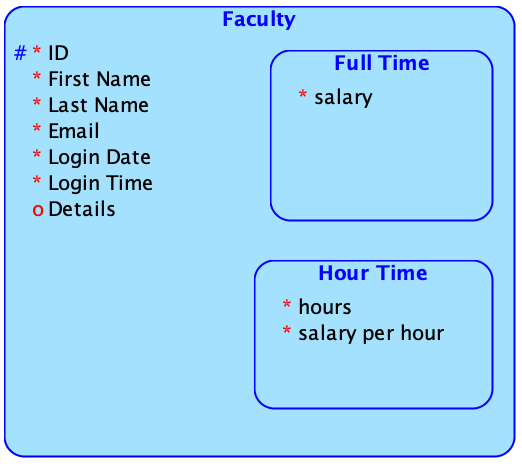 Faculty
# * ID
* First Name
* Last Name
* Email
* Login Date
* Login Time
o Details
Full Time
* salary
Hour Time
* hours
* salary per hour